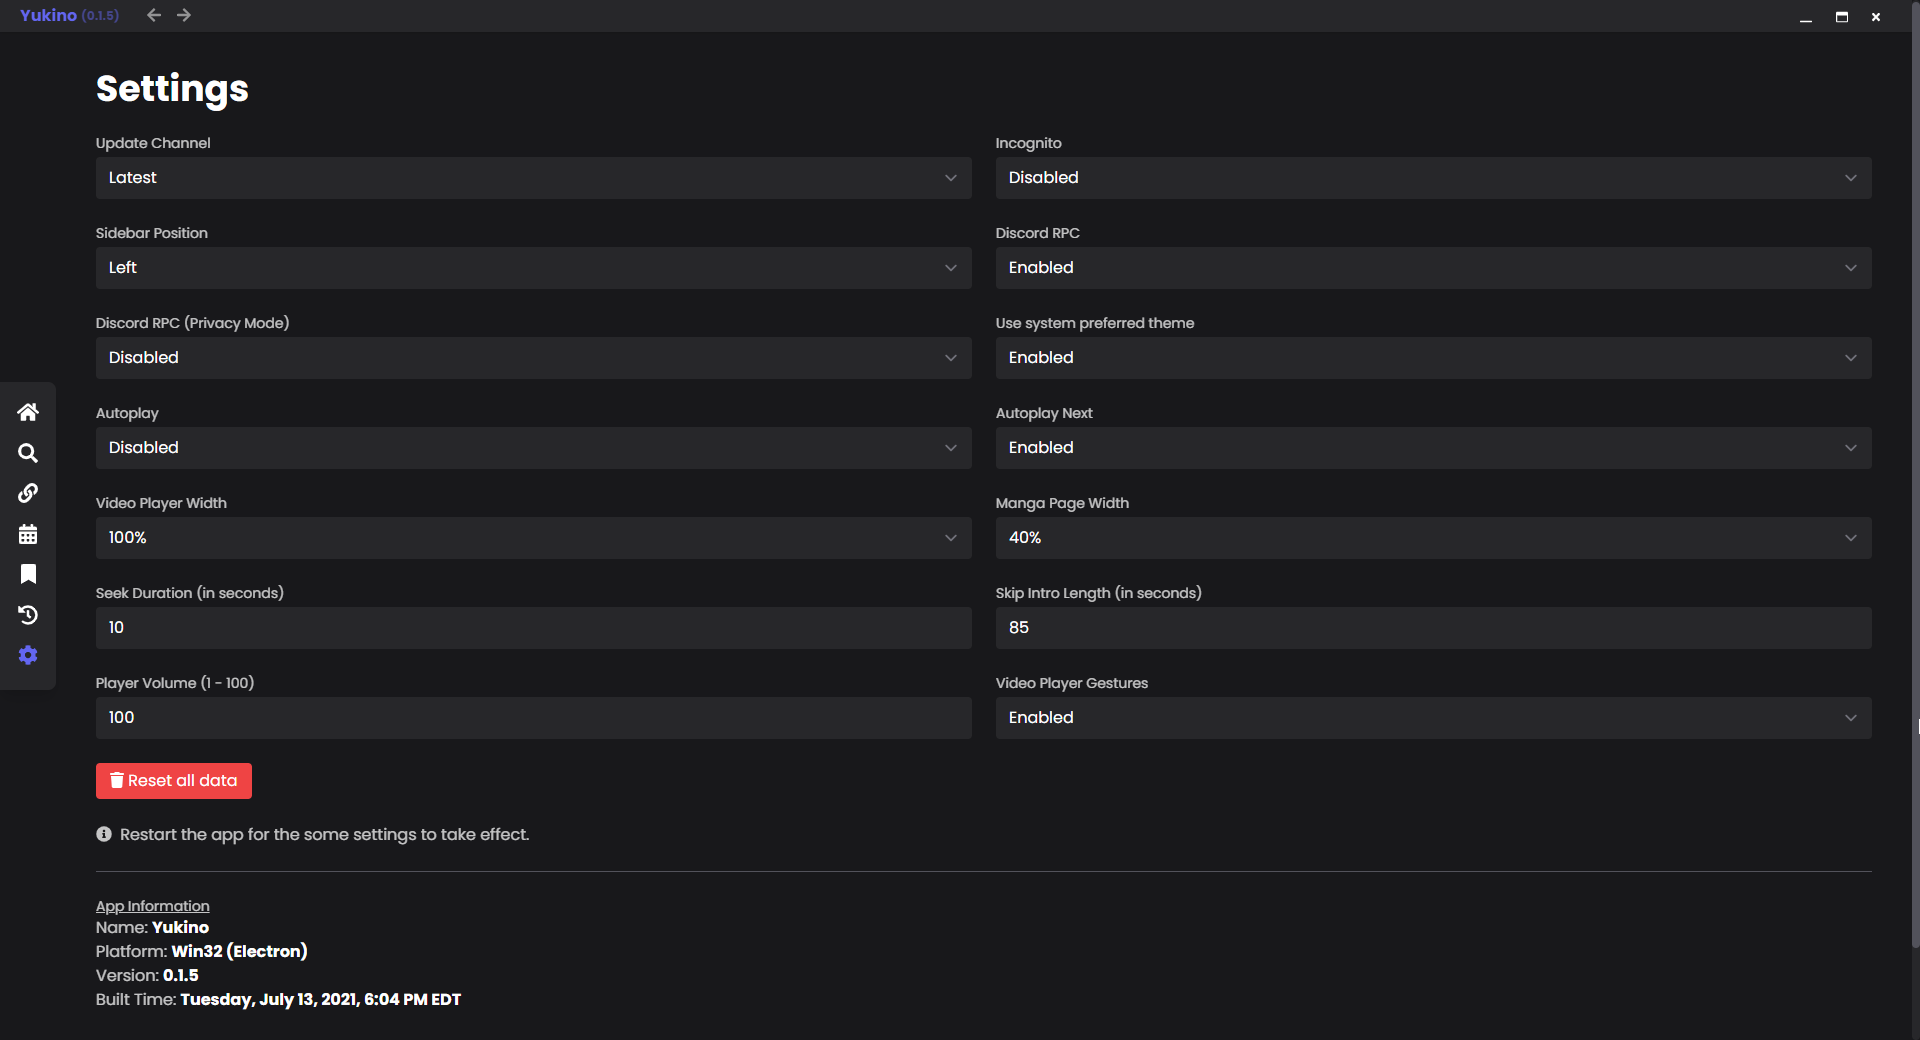 Yukino (0.1.5)
Settings
Update Channel
Latest
Incognito
Disabled
Sidebar Position
Left
Discord RPC
Enabled
Discord RPC (Privacy Mode)
Disabled
Use system preferred theme
Enabled
Autoplay
Disabled
Autoplay Next
Enabled
Video Player Width
100%
Manga Page Width
40%
Seek Duration (in seconds)
10
Skip Intro Length (in seconds)
85
Player Volume (1 - 100)
100
Video Player Gestures
Enabled
Reset all data
Restart the app for the some settings to take effect.
App Information
Name: Yukino
Platform: Win32 (Electron)
Version: 0.1.5
Built Time: Tuesday, July 13, 2021, 6:04 PM EDT